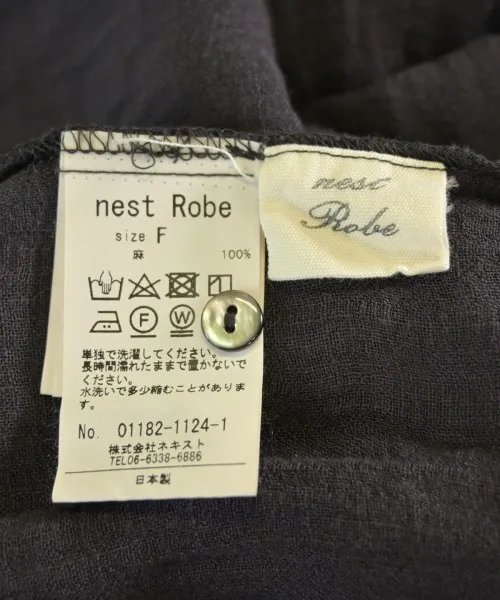 nest Robe
size F
麻 100%
F W
単独で洗濯してください。
長時間濡れたままで置かないで
ください。
水洗いで多少縮むことがありま
す。
No. 01182-1124-1
株式会社ネキスト
TEL06-6338-6886
日本製
nest
Robe